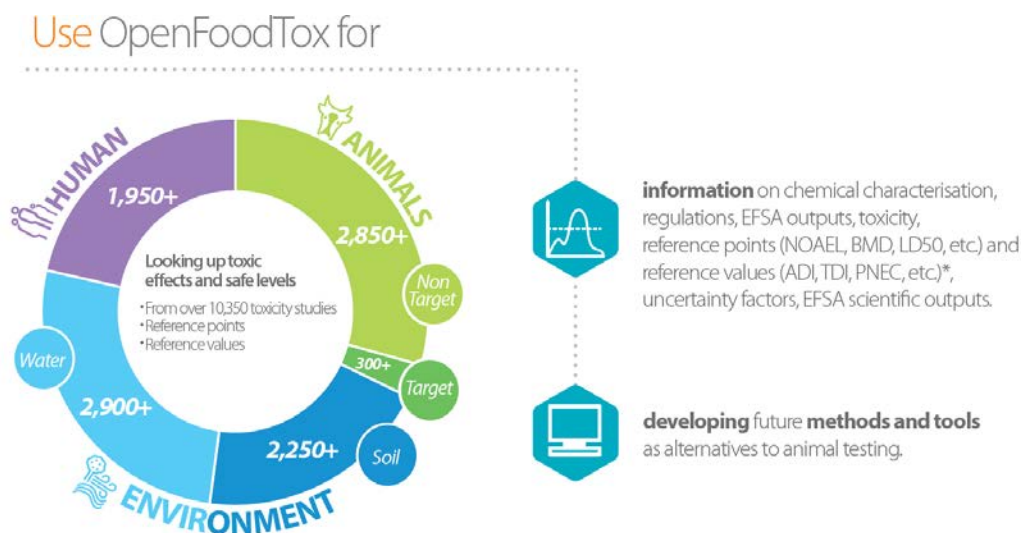 Use OpenFoodTox for
HUMAN
1,950+
ANIMALS
2,850+
Non
Target
300+
Target
Looking up toxic
effects and safe levels
•From over 10,350 toxicity studies
•Reference points
•Reference values
Water
2,900+
2,250+
Soil
ENVIRONMENT
information on chemical characterisation,
regulations, EFSA outputs, toxicity,
reference points (NOAEL, BMD, LD50, etc.) and
reference values (ADI, TDI, PNEC, etc.)*,
uncertainty factors, EFSA scientific outputs.
developing future methods and tools
as alternatives to animal testing.